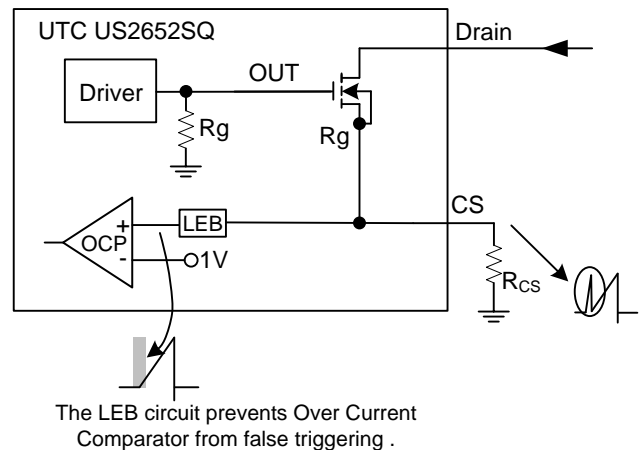 UTC US2652SQ
Drain
Driver
OUT
Rg
Rg
CS
+
LEB
OCP
-
1V
RCS
The LEB circuit prevents Over Current
Comparator from false triggering .